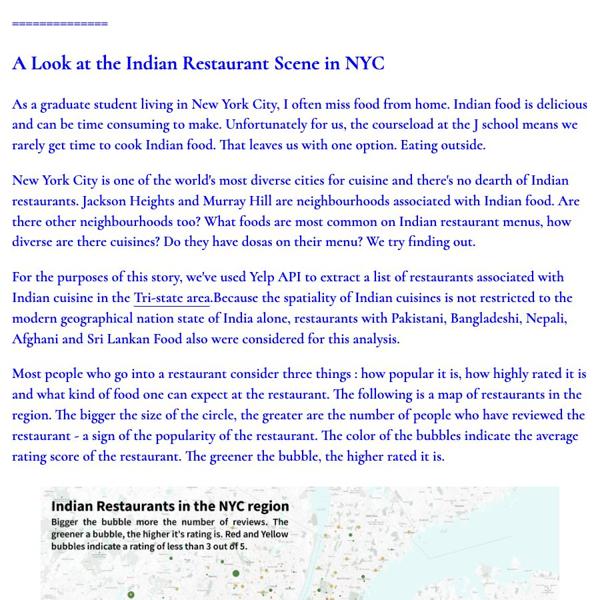 ==============
A Look at the Indian Restaurant Scene in NYC
As a graduate student living in New York City, I often miss food from home. Indian food is delicious
and can be time consuming to make. Unfortunately for us, the courseload at the J school means we
rarely get time to cook Indian food. That leaves us with one option. Eating outside.
New York City is one of the world's most diverse cities for cuisine and there's no dearth of Indian
restaurants. Jackson Heights and Murray Hill are neighbourhoods associated with Indian food. Are
there other neighbourhoods too? What foods are most common on Indian restaurant menus, how
diverse are there cuisines? Do they have dosas on their menu? We try finding out.
For the purposes of this story, we've used Yelp API to extract a list of restaurants associated with
Indian cuisine in the Tri-state area.Because the spatiality of Indian cuisines is not restricted to the
modern geographical nation state of India alone, restaurants with Pakistani, Bangladeshi, Nepali,
Afghani and Sri Lankan Food also were considered for this analysis.
Most people who go into a restaurant consider three things : how popular it is, how highly rated it is
and what kind of food one can expect at the restaurant. The following is a map of restaurants in the
region. The bigger the size of the circle, the greater are the number of people who have reviewed the
restaurant - a sign of the popularity of the restaurant. The color of the bubbles indicate the average
rating score of the restaurant. The greener the bubble, the higher rated it is.
Indian Restaurants in the NYC region
Bigger the bubble more the number of reviews. The
greener a bubble, the higher it's rating is. Red and Yellow
bubbles indicate a rating of less than 3 out of 5.